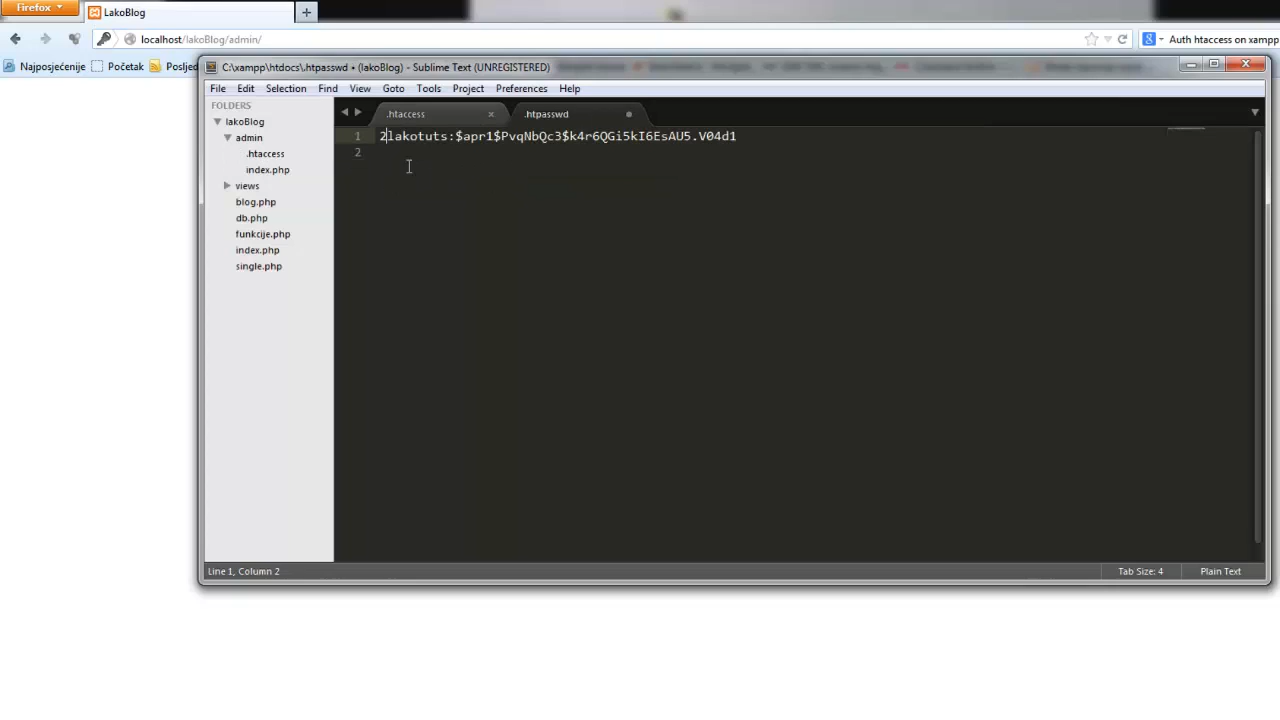 Firefox
LakoBlog
localhost/lakoBlog/admin/
Auth htaccess on xampp
Najposjećenije
Početak
Posljed
C:\xampp\htdocs\.htpasswd • (lakoBlog) - Sublime Text (UNREGISTERED)
File Edit Selection Find View Goto Tools Project Preferences Help
FOLDERS
lakoBlog
admin
.htaccess
index.php
views
blog.php
db.php
funkcije.php
index.php
single.php
.htaccess
.htpasswd
1 2lakotuts:$apr1$PvqNbQc3$k4r6QGi5kI6EsAU5.V04d1
2
Line 1, Column 2
Tab Size: 4
Plain Text